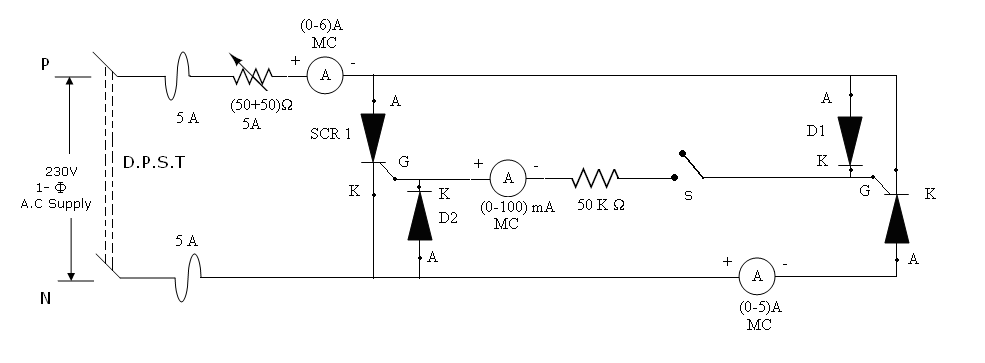 P
(0-6)A
MC
+
A
-
5 A
(50+50)Ω
5A
D.P.S.T
230V
1- Φ
A.C Supply
A
SCR 1
G
K
+
A
-
K
D2
(0-100) mA
MC
A
50 K Ω
S
A
D1
K
G
K
5 A
+
A
-
A
(0-5)A
MC
N